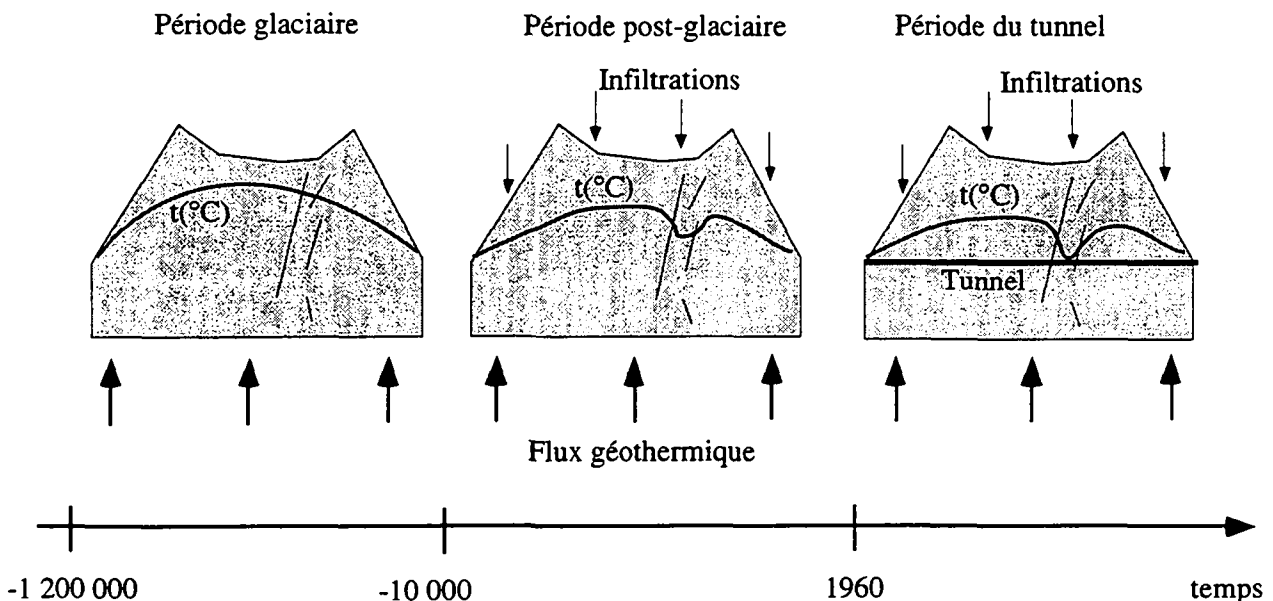 Période glaciaire
Période post-glaciaire
Période du tunnel
Infiltrations
Infiltrations
t(°C)
t(°C)
t(°C)
Tunnel
Flux géothermique
-1 200 000
-10 000
1960
temps